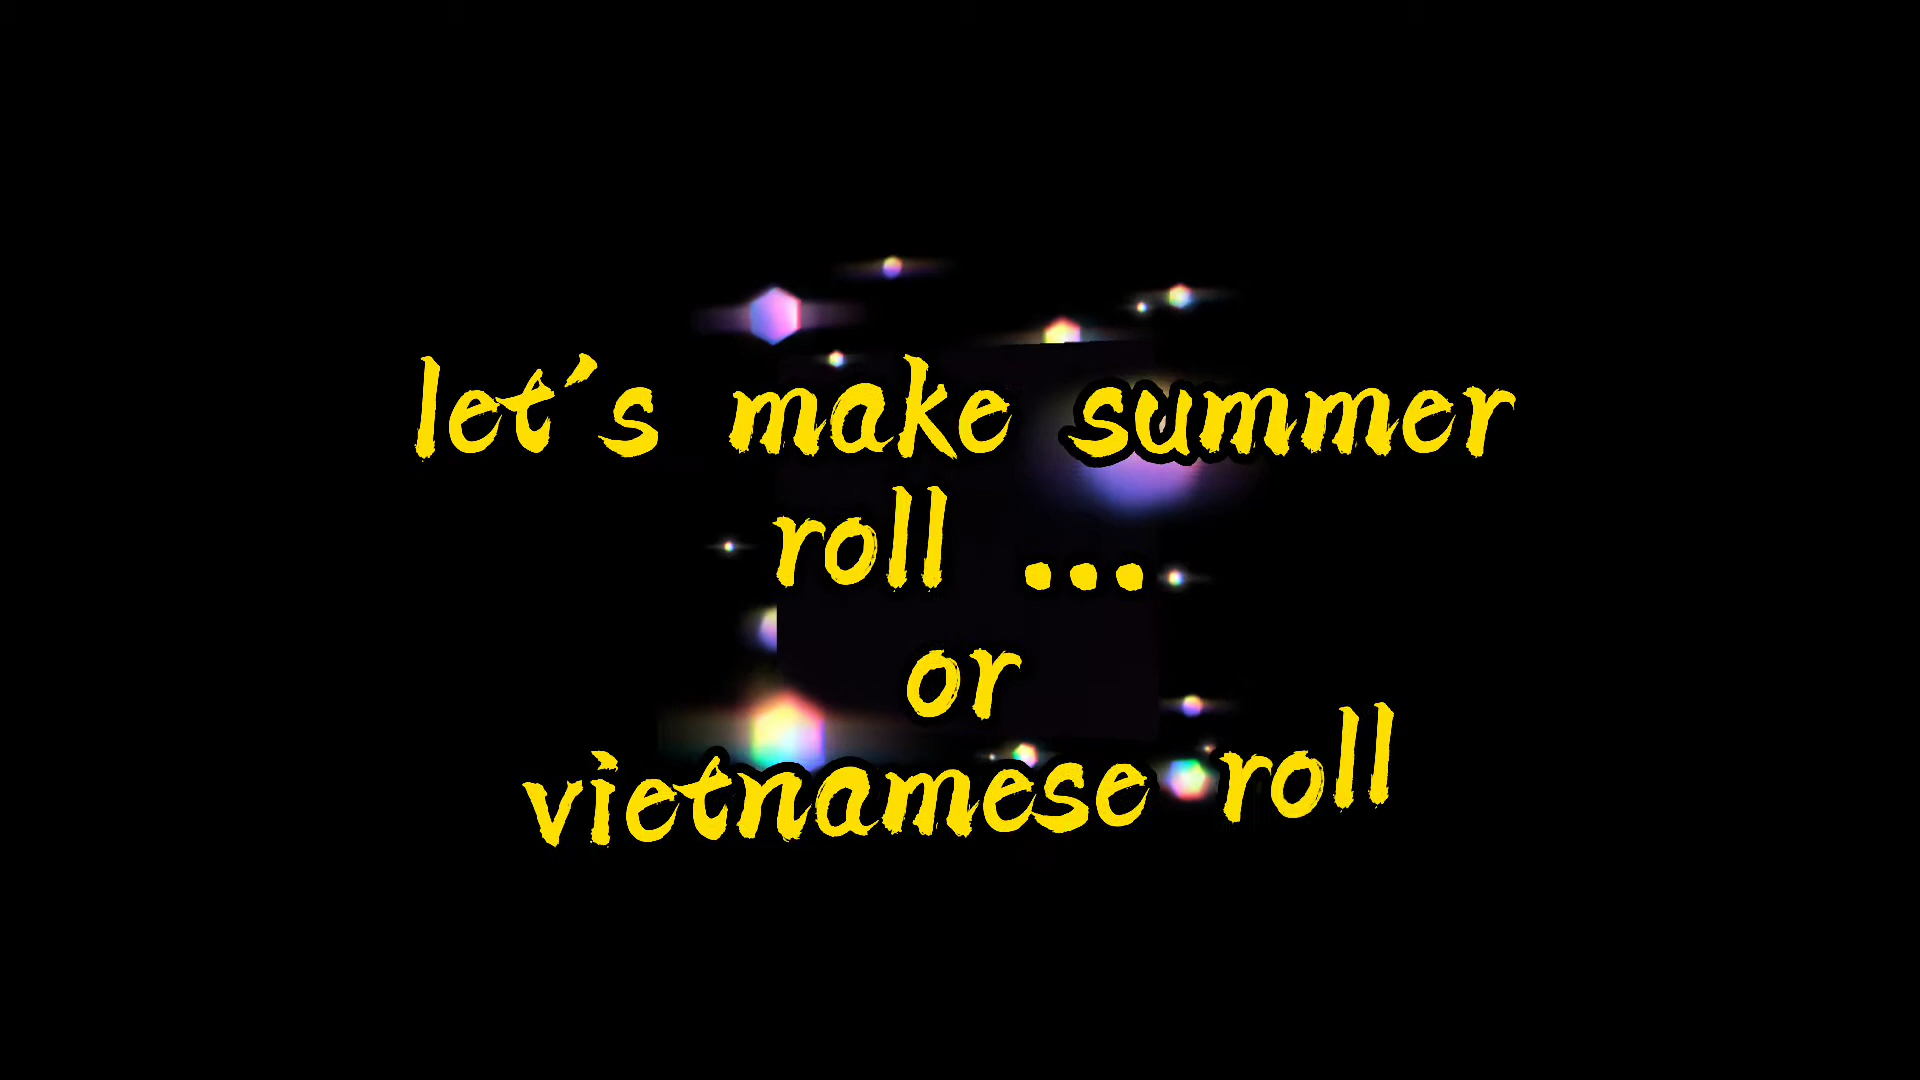 let's make summer
roll ...
or
vietnamese roll